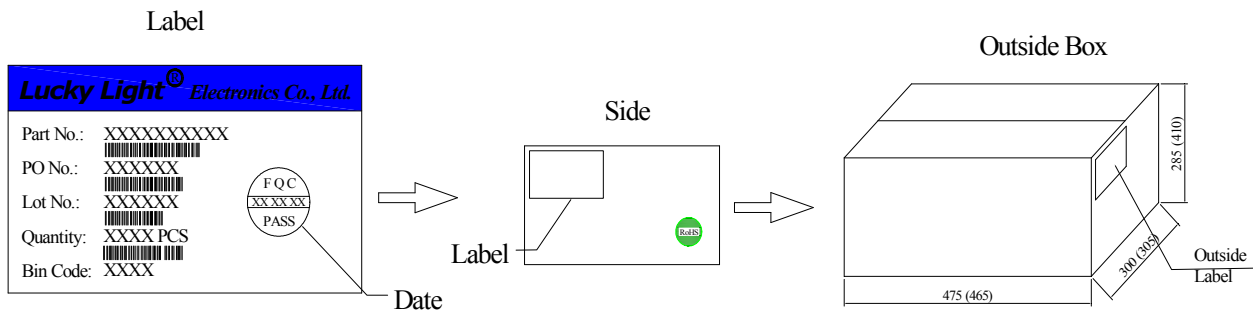 Label
Lucky Light® Electronics Co., Ltd.
Part No.: XXXXXXXXXX
PO No.: XXXXXX
Lot No.: XXXXXX
Quantity: XXXX PCS
Bin Code: XXXX
FQC
XX XX XX
PASS
Date
Side
RoHS
Label
Outside Box
285 (410)
300 (305)
475 (465)
Outside
Label